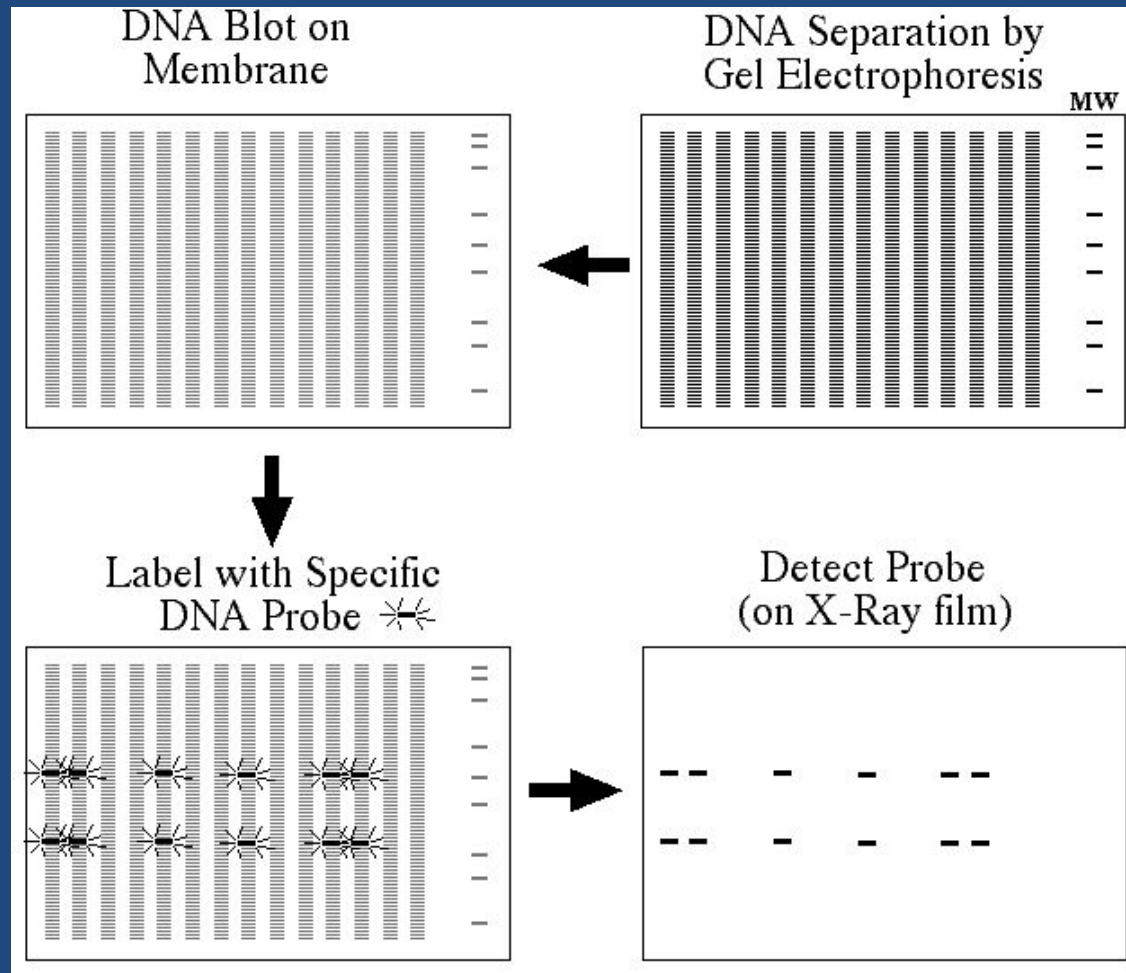 DNA Blot on
Membrane
DNA Separation by
Gel Electrophoresis
MW
Label with Specific
DNA Probe
Detect Probe
(on X-Ray film)